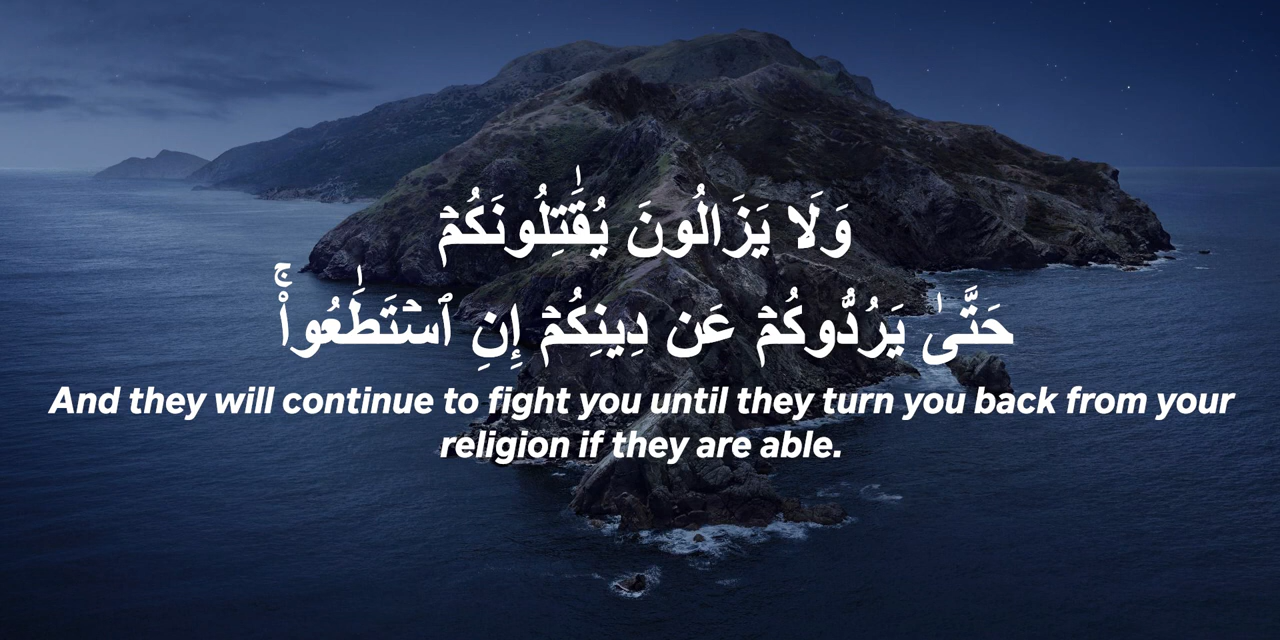 وَلَا يَزَالُونَ يُقَـٰتِلُونَكُمۡ
حَتَّىٰ يَرُدُّوكُمۡ عَن دِينِكُمۡ إِنِ ٱسۡتَطَـٰعُوا۟ۚ
And they will continue to fight you until they turn you back from your
religion if they are able.